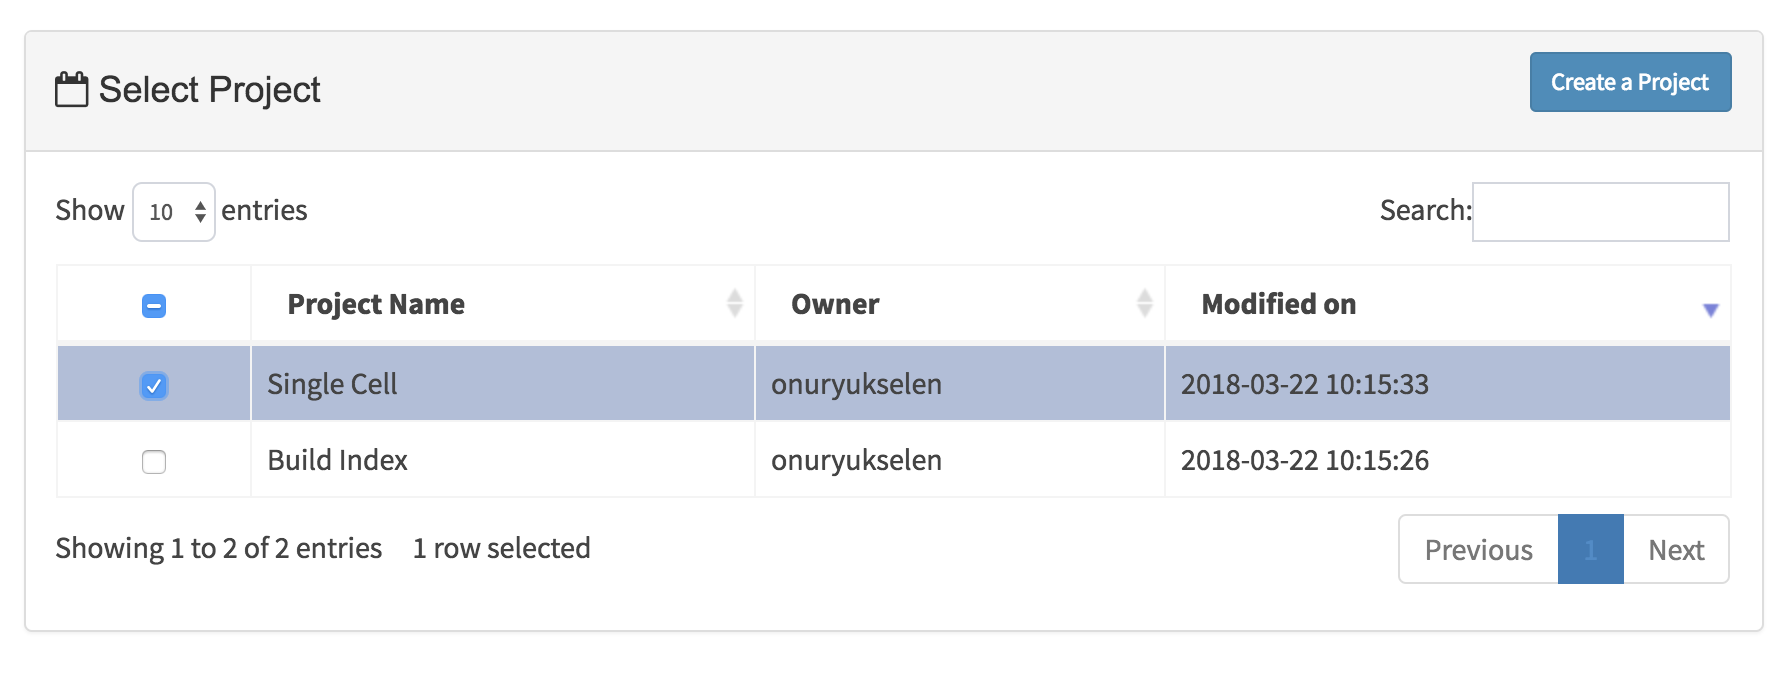 Select Project
Create a Project
Show 10 entries
Search:
Project Name Owner Modified on
Single Cell onuryukselen 2018-03-22 10:15:33
Build Index onuryukselen 2018-03-22 10:15:26
Showing 1 to 2 of 2 entries 1 row selected
Previous 1 Next